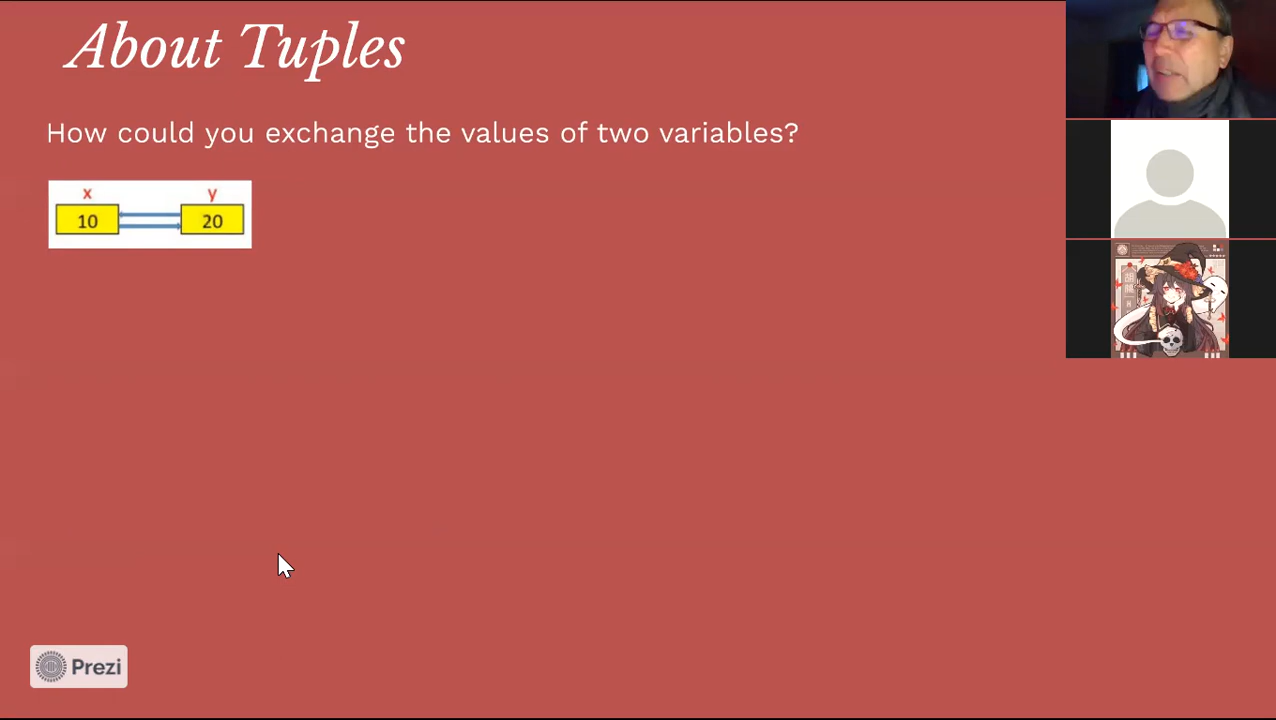 About Tuples
How could you exchange the values of two variables?
x y
10 20
Prezi